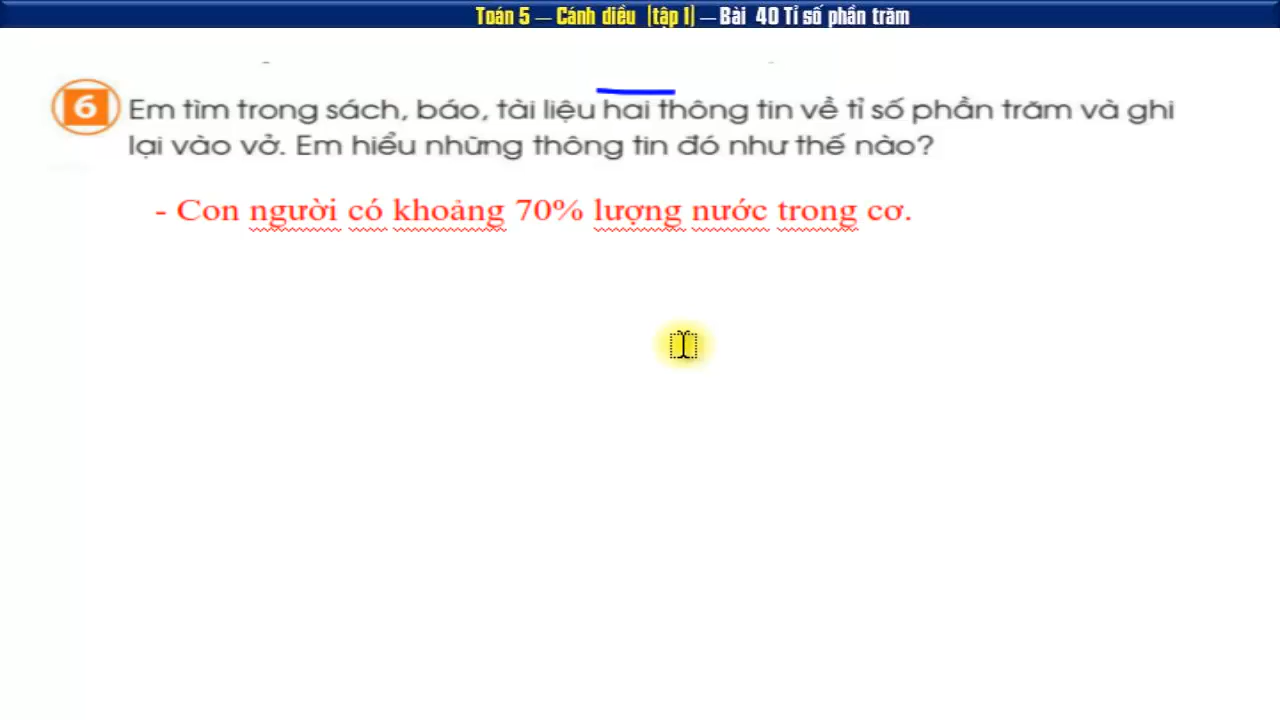 Toán 5 – Cánh diều (tập 1) – Bài 40 Tỉ số phần trăm
6 Em tìm trong sách, báo, tài liệu hai thông tin về tỉ số phần trăm và ghi
lại vào vở. Em hiểu những thông tin đó như thế nào?
- Con người có khoảng 70% lượng nước trong cơ.